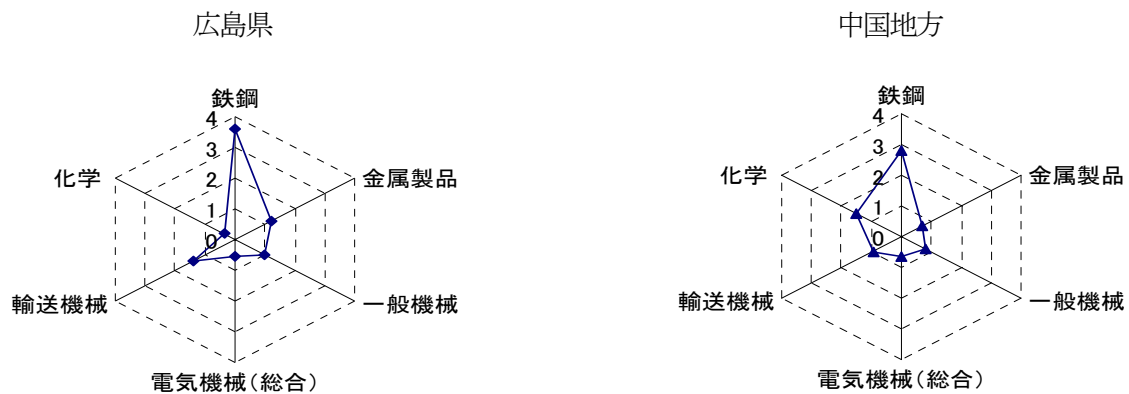 広島県
鉄鋼
4
3
2
1
0
金属製品
一般機械
電気機械(総合)
輸送機械
化学
中国地方
鉄鋼
4
3
2
1
0
金属製品
一般機械
電気機械(総合)
輸送機械
化学